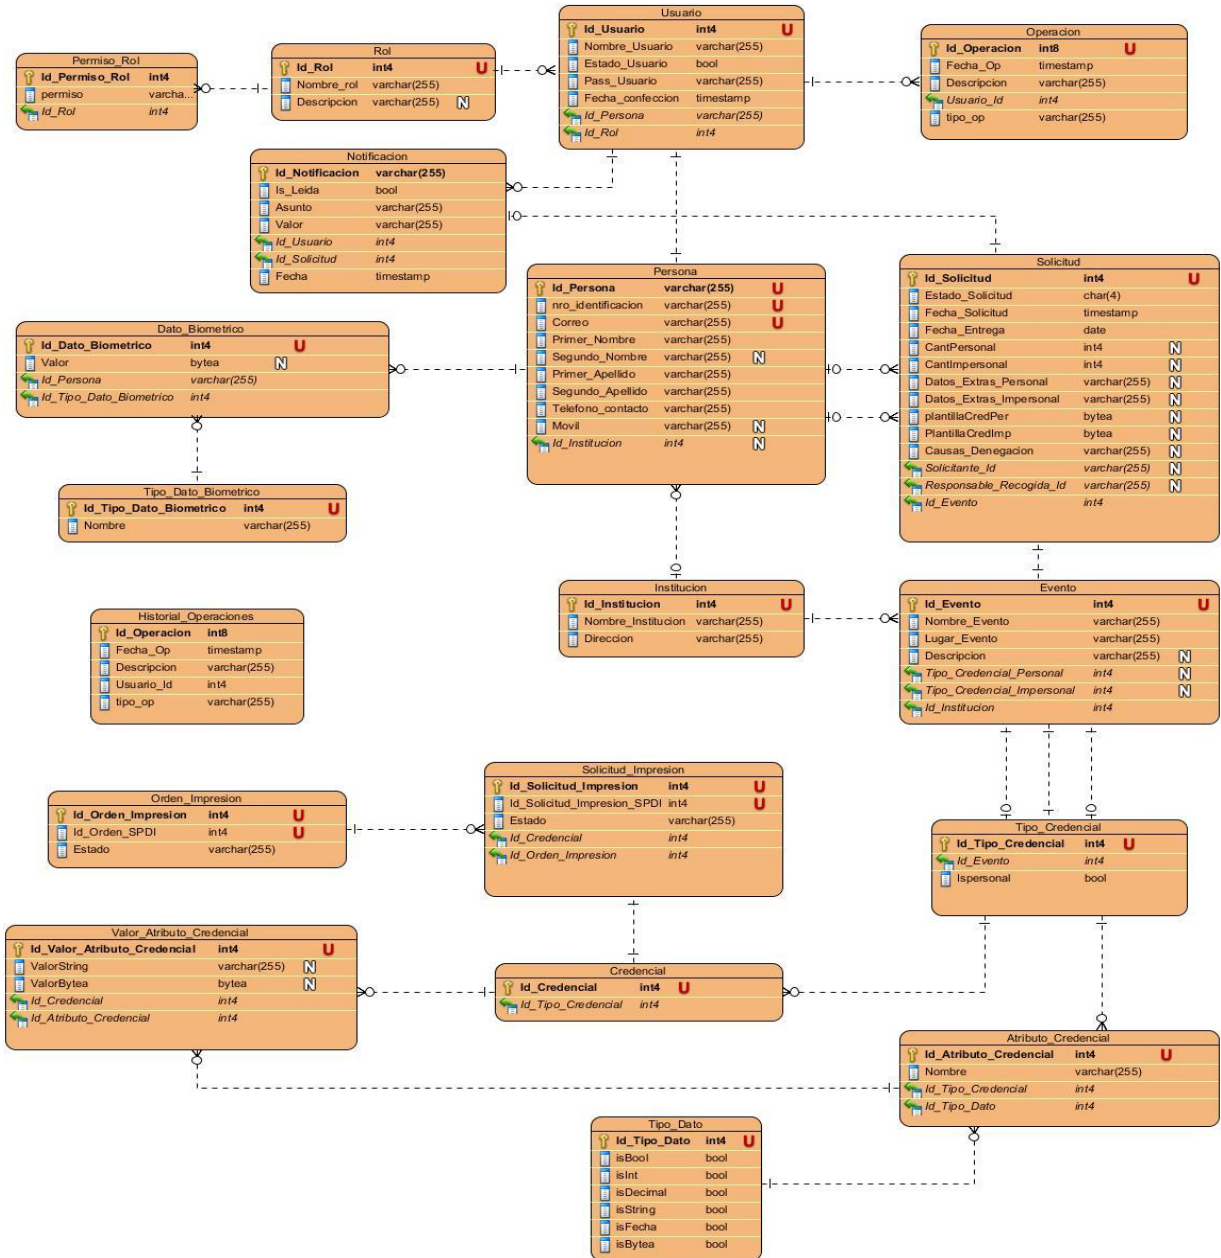 Permiso_Rol
Id_Permiso_Rol int4
permiso varcha...
Id_Rol int4
Rol
Id_Rol int4 U
Nombre_rol varchar(255)
Descripcion varchar(255) N
Usuario
Id_Usuario int4 U
Nombre_Usuario varchar(255)
Estado_Usuario bool
Pass_Usuario varchar(255)
Fecha_confeccion timestamp
Id_Persona varchar(255)
Id_Rol int4
Operacion
Id_Operacion int8 U
Fecha_Op timestamp
Descripcion varchar(255)
Usuario_Id int4
tipo_op varchar(255)
Notificacion
Id_Notificacion varchar(255)
Is_Leida bool
Asunto varchar(255)
Valor varchar(255)
Id_Usuario int4
Id_Solicitud int4
Fecha timestamp
Persona
Id_Persona varchar(255) U
nro_identificacion varchar(255) U
Correo varchar(255) U
Primer_Nombre varchar(255)
Segundo_Nombre varchar(255) N
Primer_Apellido varchar(255)
Segundo_Apellido varchar(255)
Telefono_contacto varchar(255)
Movil varchar(255) N
Id_Institucion int4 N
Solicitud
Id_Solicitud int4 U
Estado_Solicitud char(4)
Fecha_Solicitud timestamp
Fecha_Entrega date
CantPersonal int4 N
CantImpersonal int4 N
Datos_Extras_Personal varchar(255) N
Datos_Extras_Impersonal varchar(255) N
plantillaCredPer bytea N
PlantillaCredImp bytea N
Causas_Denegacion varchar(255) N
Solicitante_Id varchar(255) N
Responsable_Recogida_Id varchar(255) N
Id_Evento int4
Dato_Biometrico
Id_Dato_Biometrico int4 U
Valor bytea N
Id_Persona varchar(255)
Id_Tipo_Dato_Biometrico int4
Tipo_Dato_Biometrico
Id_Tipo_Dato_Biometrico int4 U
Nombre varchar(255)
Institucion
Id_Institucion int4 U
Nombre_Institucion varchar(255)
Direccion varchar(255)
Evento
Id_Evento int4 U
Nombre_Evento varchar(255)
Lugar_Evento varchar(255)
Descripcion varchar(255) N
Tipo_Credencial_Personal int4 N
Tipo_Credencial_Impersonal int4 N
Id_Institucion int4
Historial_Operaciones
Id_Operacion int8
Fecha_Op timestamp
Descripcion varchar(255)
Usuario_Id int4
tipo_op varchar(255)
Orden_Impresion
Id_Orden_Impresion int4 U
Id_Orden_SPDI int4 U
Estado varchar(255)
Solicitud_Impresion
Id_Solicitud_Impresion int4 U
Id_Solicitud_Impresion_SPDI int4 U
Estado varchar(255)
Id_Credencial int4
Id_Orden_Impresion int4
Tipo_Credencial
Id_Tipo_Credencial int4 U
Id_Evento int4
Ispersonal bool
Valor_Atributo_Credencial
Id_Valor_Atributo_Credencial int4 U
ValorString varchar(255) N
ValorBytea bytea N
Id_Credencial int4
Id_Atributo_Credencial int4
Credencial
Id_Credencial int4 U
Id_Tipo_Credencial int4
Atributo_Credencial
Id_Atributo_Credencial int4 U
Nombre varchar(255)
Id_Tipo_Credencial int4
Id_Tipo_Dato int4
Tipo_Dato
Id_Tipo_Dato int4 U
isBool bool
isInt bool
isDecimal bool
isString bool
isFecha bool
isBytea bool